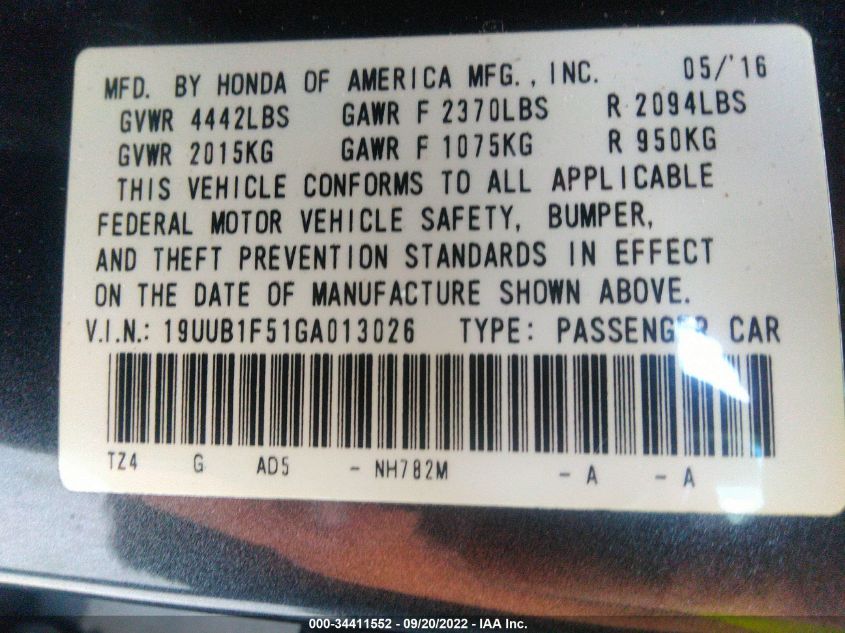 MFD. BY HONDA OF AMERICA MFG., INC. 05/'16
GVWR 4442LBS GAWR F 2370LBS R 2094LBS
GVWR 2015KG GAWR F 1075KG R 950KG
THIS VEHICLE CONFORMS TO ALL APPLICABLE
FEDERAL MOTOR VEHICLE SAFETY, BUMPER,
AND THEFT PREVENTION STANDARDS IN EFFECT
ON THE DATE OF MANUFACTURE SHOWN ABOVE.
V.I.N.: 19UUB1F51GA013026 TYPE: PASSENGER CAR
TZ4 G AD5 - NH782M - A - A
000-34411552 - 09/20/2022 - IAA Inc.